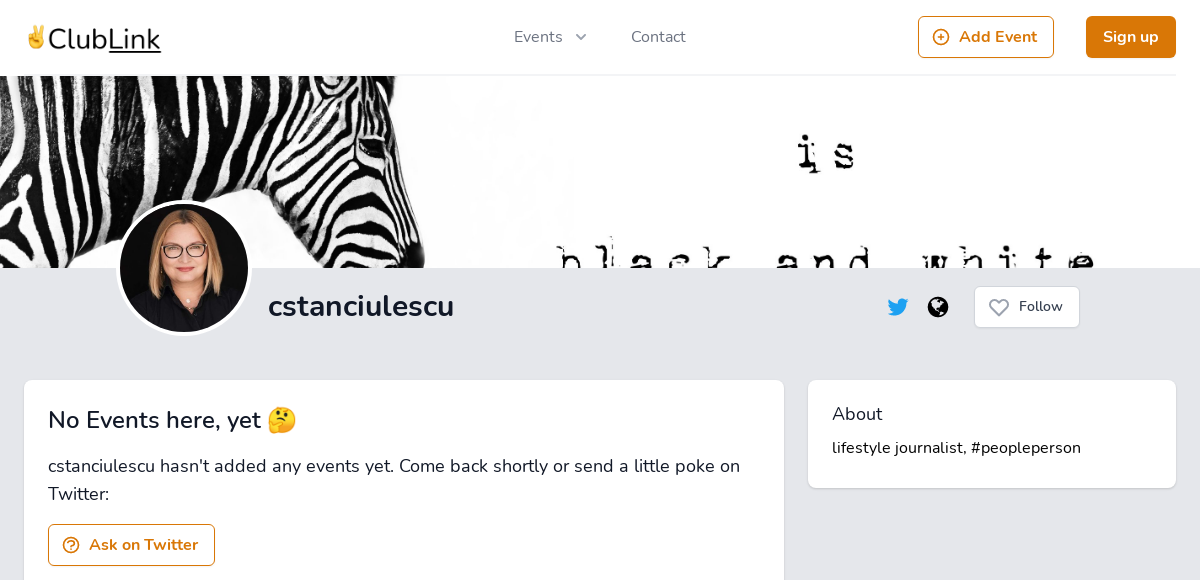 ✌️ClubLink
Events
Contact
Add Event
Sign up
is
black and white
cstanciulescu
Follow
No Events here, yet 🤔
cstanciulescu hasn't added any events yet. Come back shortly or send a little poke on
Twitter:
Ask on Twitter
About
lifestyle journalist, #peopleperson